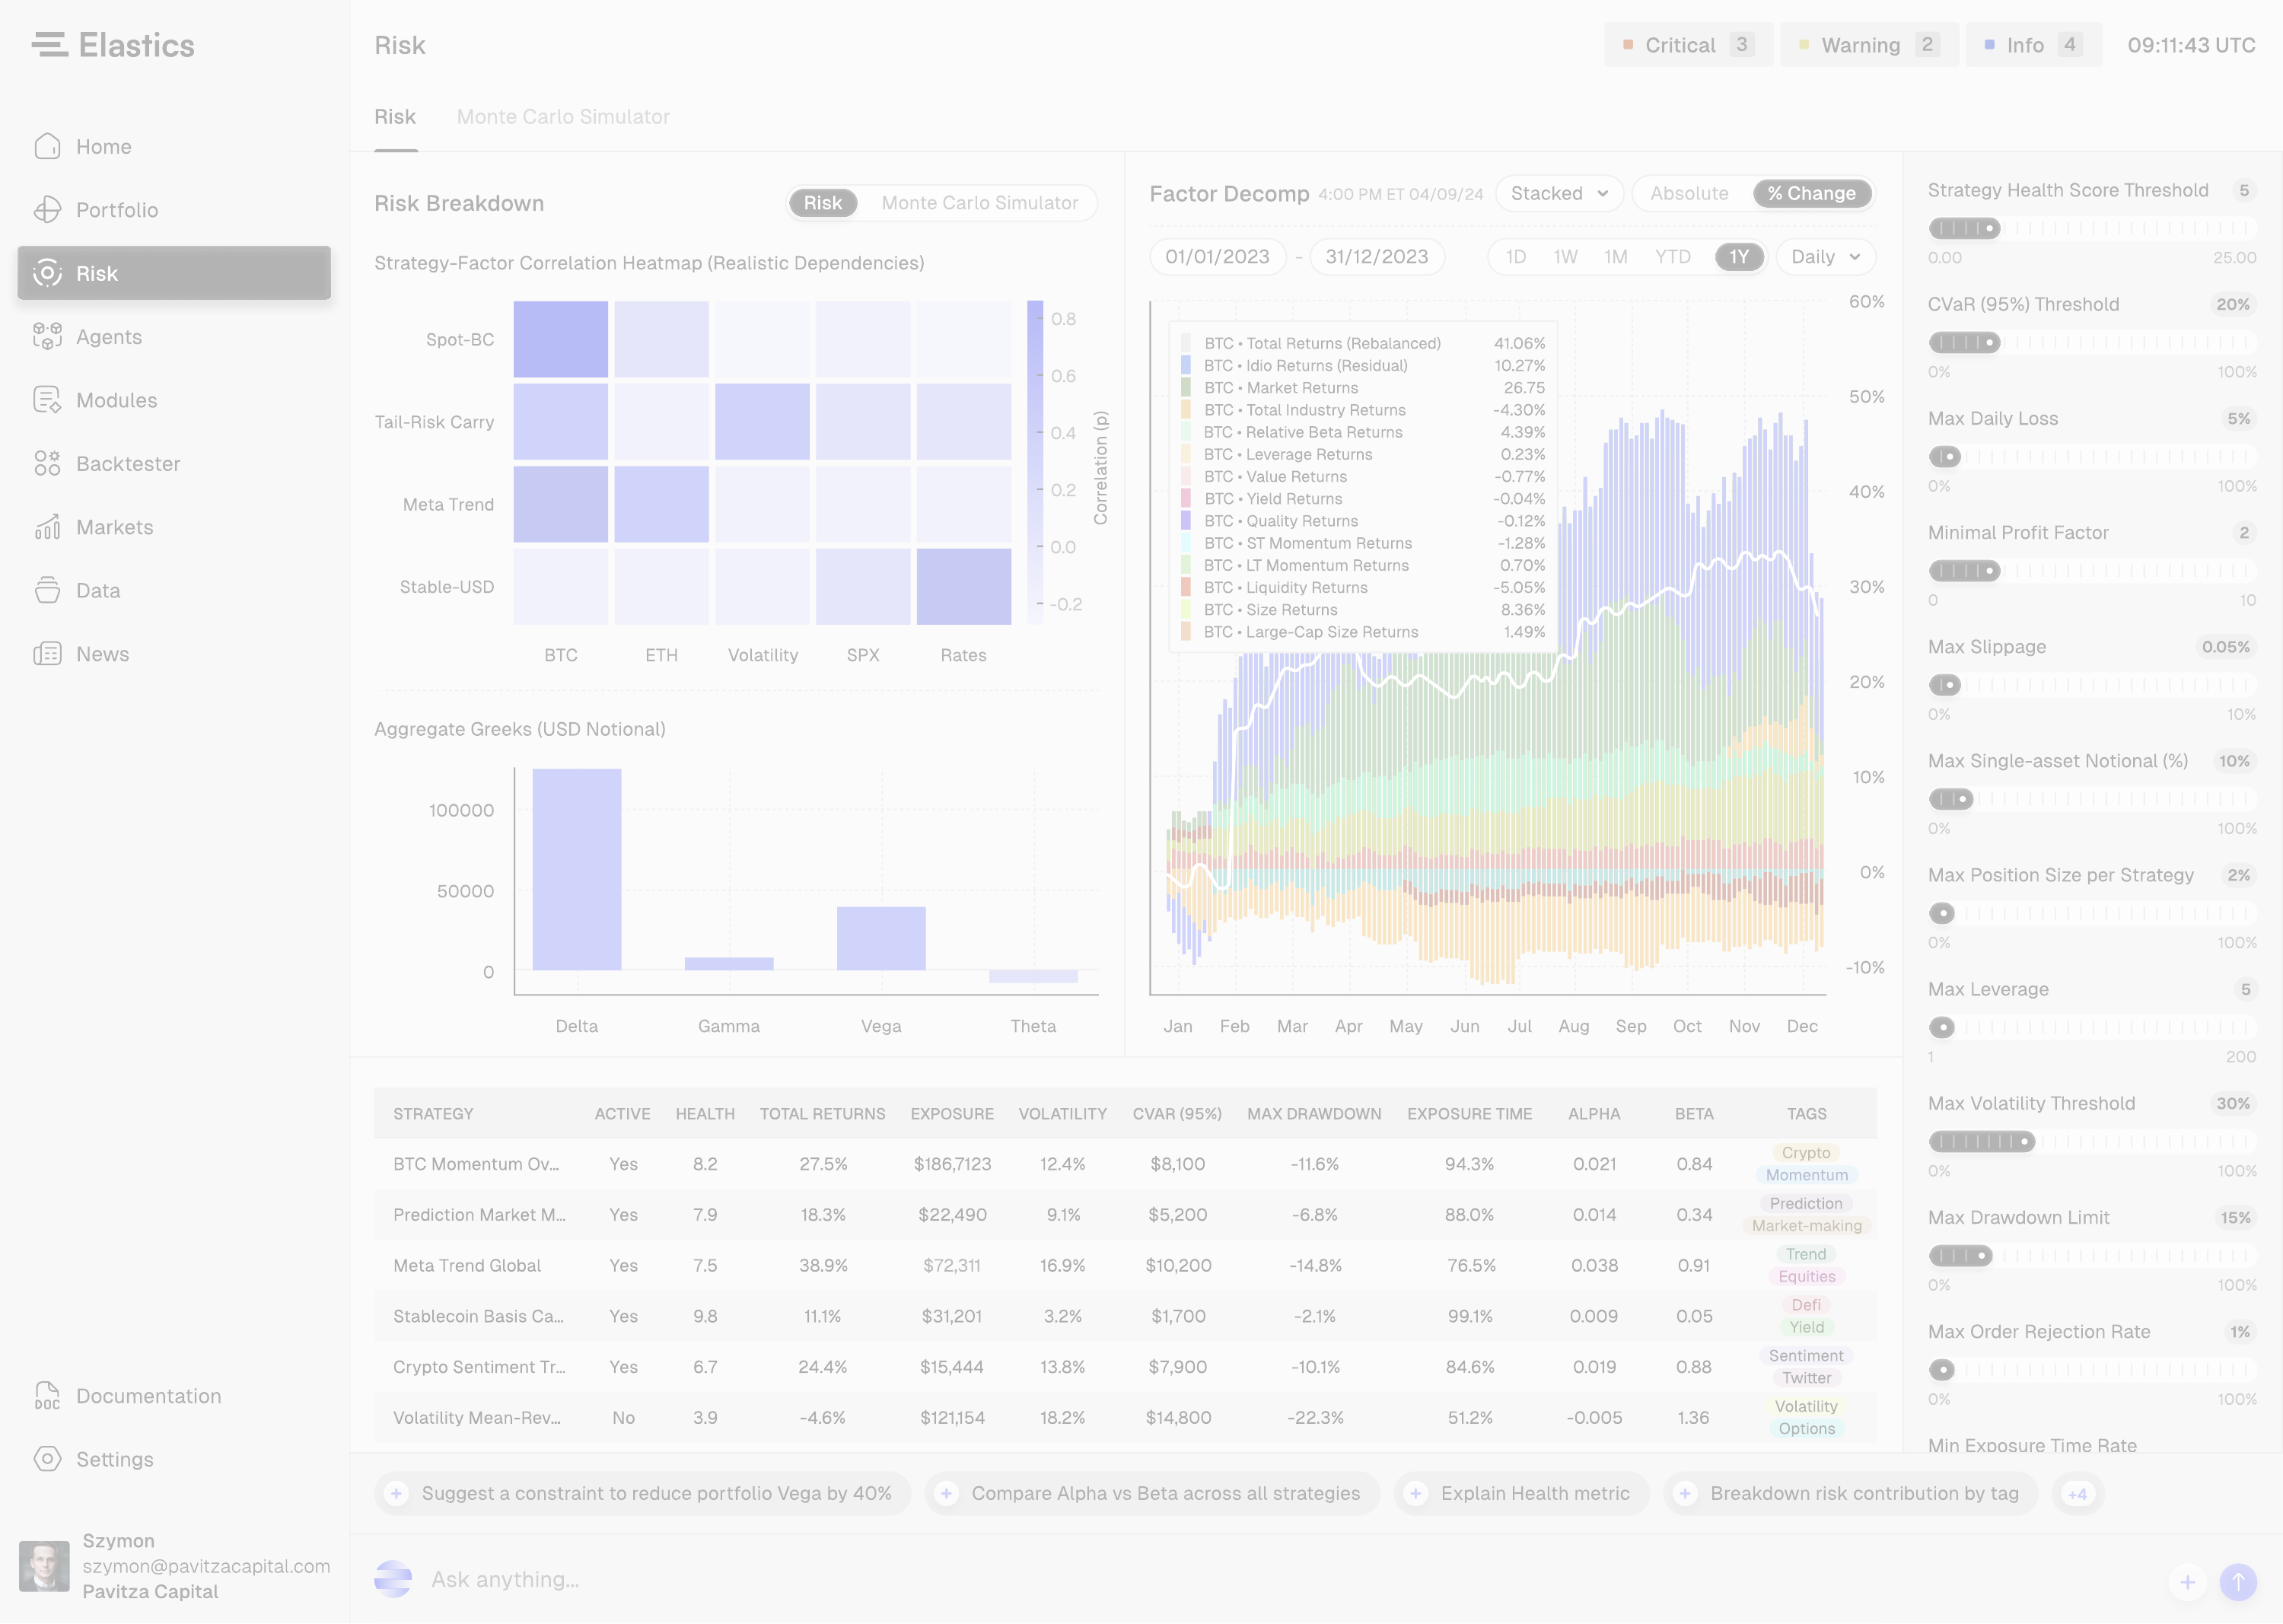 Elastics
Home
Portfolio
Risk
Agents
Modules
Backtester
Markets
Data
News
DOC
Documentation
Settings
Szymon
szymon@pavitzacapital.com
Pavitza Capital
Risk
Critical 3
Warning 2
Info 4
09:11:43 UTC
Risk
Monte Carlo Simulator
Risk Breakdown
Risk
Monte Carlo Simulator
Strategy-Factor Correlation Heatmap (Realistic Dependencies)
Spot-BC
Tail-Risk Carry
Meta Trend
Stable-USD
BTC ETH Volatility SPX Rates
0.8
0.6
0.4
0.2
0.0
-0.2
Correlation (p)
Aggregate Greeks (USD Notional)
100000
50000
0
Delta Gamma Vega Theta
Factor Decomp 4:00 PM ET 04/09/24
Stacked
Absolute
% Change
01/01/2023 - 31/12/2023
1D 1W 1M YTD 1Y
Daily
BTC • Total Returns (Rebalanced) 41.06%
BTC • Idio Returns (Residual) 10.27%
BTC • Market Returns 26.75
BTC • Total Industry Returns -4.30%
BTC • Relative Beta Returns 4.39%
BTC • Leverage Returns 0.23%
BTC • Value Returns -0.77%
BTC • Yield Returns -0.04%
BTC • Quality Returns -0.12%
BTC • ST Momentum Returns -1.28%
BTC • LT Momentum Returns 0.70%
BTC • Liquidity Returns -5.05%
BTC • Size Returns 8.36%
BTC • Large-Cap Size Returns 1.49%
60%
50%
40%
30%
20%
10%
0%
-10%
Jan Feb Mar Apr May Jun Jul Aug Sep Oct Nov Dec
Strategy Health Score Threshold 5
0.00 25.00
CVaR (95%) Threshold 20%
0% 100%
Max Daily Loss 5%
0% 100%
Minimal Profit Factor 2
0 10
Max Slippage 0.05%
0% 10%
Max Single-asset Notional (%) 10%
0% 100%
Max Position Size per Strategy 2%
0% 100%
Max Leverage 5
1 200
Max Volatility Threshold 30%
0% 100%
Max Drawdown Limit 15%
0% 100%
Max Order Rejection Rate 1%
0% 100%
Min Exposure Time Rate
STRATEGY ACTIVE HEALTH TOTAL RETURNS EXPOSURE VOLATILITY CVAR (95%) MAX DRAWDOWN EXPOSURE TIME ALPHA BETA TAGS
BTC Momentum Ov... Yes 8.2 27.5% $186,7123 12.4% $8,100 -11.6% 94.3% 0.021 0.84 Crypto
Momentum
Prediction Market M... Yes 7.9 18.3% $22,490 9.1% $5,200 -6.8% 88.0% 0.014 0.34 Prediction
Market-making
Meta Trend Global Yes 7.5 38.9% $72,311 16.9% $10,200 -14.8% 76.5% 0.038 0.91 Trend
Equities
Stablecoin Basis Ca... Yes 9.8 11.1% $31,201 3.2% $1,700 -2.1% 99.1% 0.009 0.05 Defi
Yield
Crypto Sentiment Tr... Yes 6.7 24.4% $15,444 13.8% $7,900 -10.1% 84.6% 0.019 0.88 Sentiment
Twitter
Volatility Mean-Rev... No 3.9 -4.6% $121,154 18.2% $14,800 -22.3% 51.2% -0.005 1.36 Volatility
Options
Suggest a constraint to reduce portfolio Vega by 40%
Compare Alpha vs Beta across all strategies
Explain Health metric
Breakdown risk contribution by tag
+4
Ask anything...